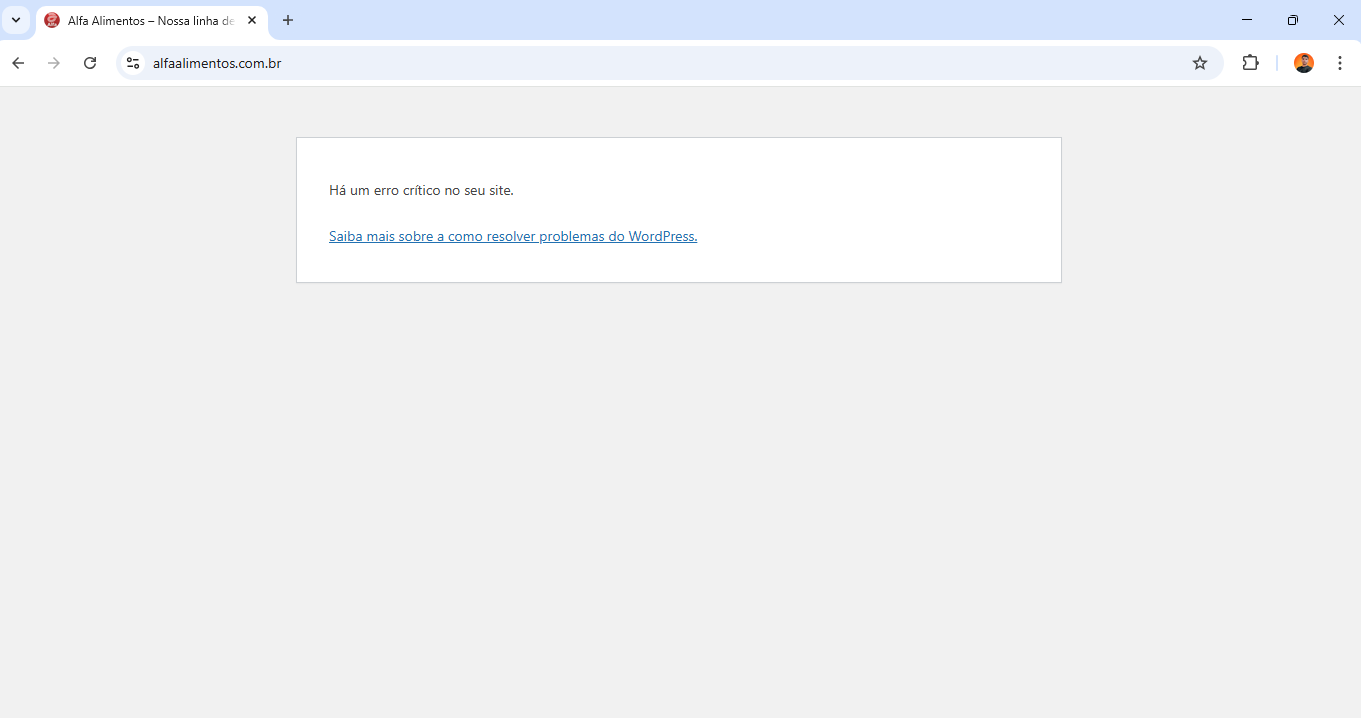 Alfa Alimentos – Nossa linha de
alfaalimentos.com.br
Há um erro crítico no seu site.
Saiba mais sobre a como resolver problemas do WordPress.